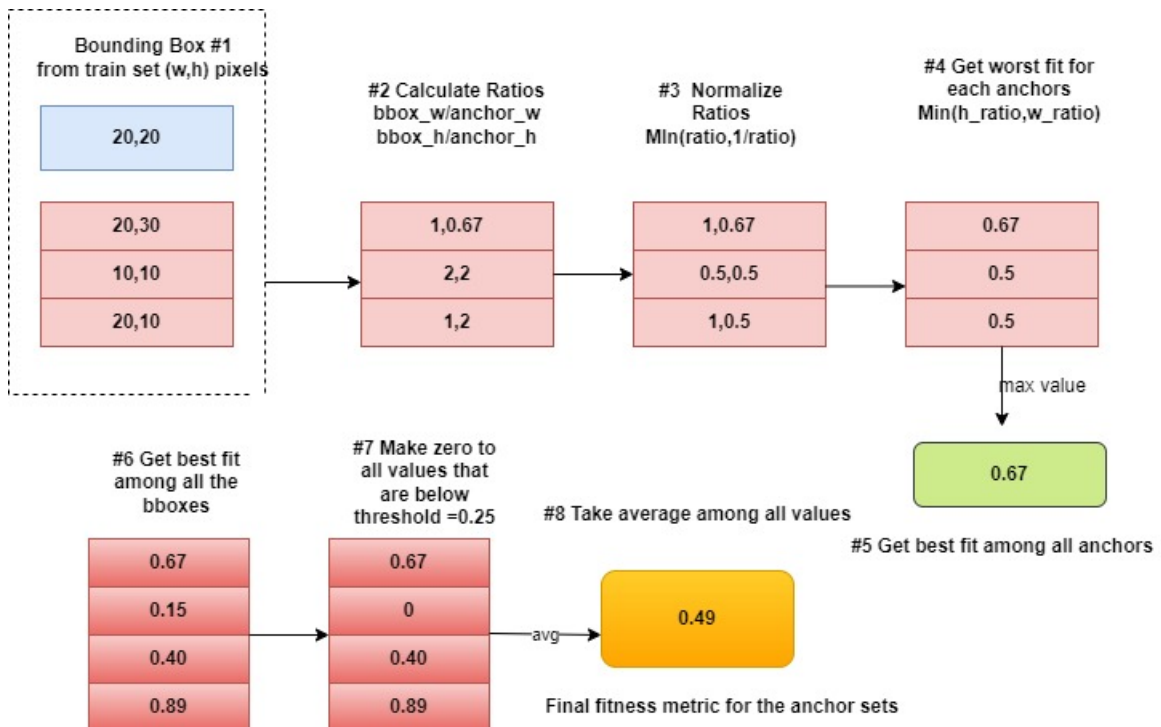 Bounding Box #1
from train set (w,h) pixels
20,20
20,30
10,10
20,10
#2 Calculate Ratios
bbox_w/anchor_w
bbox_h/anchor_h
1,0.67
2,2
1,2
#3 Normalize
Ratios
MIn(ratio,1/ratio)
1,0.67
0.5,0.5
1,0.5
#4 Get worst fit for
each anchors
Min(h_ratio,w_ratio)
0.67
0.5
0.5
max value
0.67
#5 Get best fit among all anchors
#6 Get best fit
among all the
bboxes
0.67
0.15
0.40
0.89
#7 Make zero to
all values that
are below
threshold =0.25
0.67
0
0.40
0.89
avg
#8 Take average among all values
0.49
Final fitness metric for the anchor sets